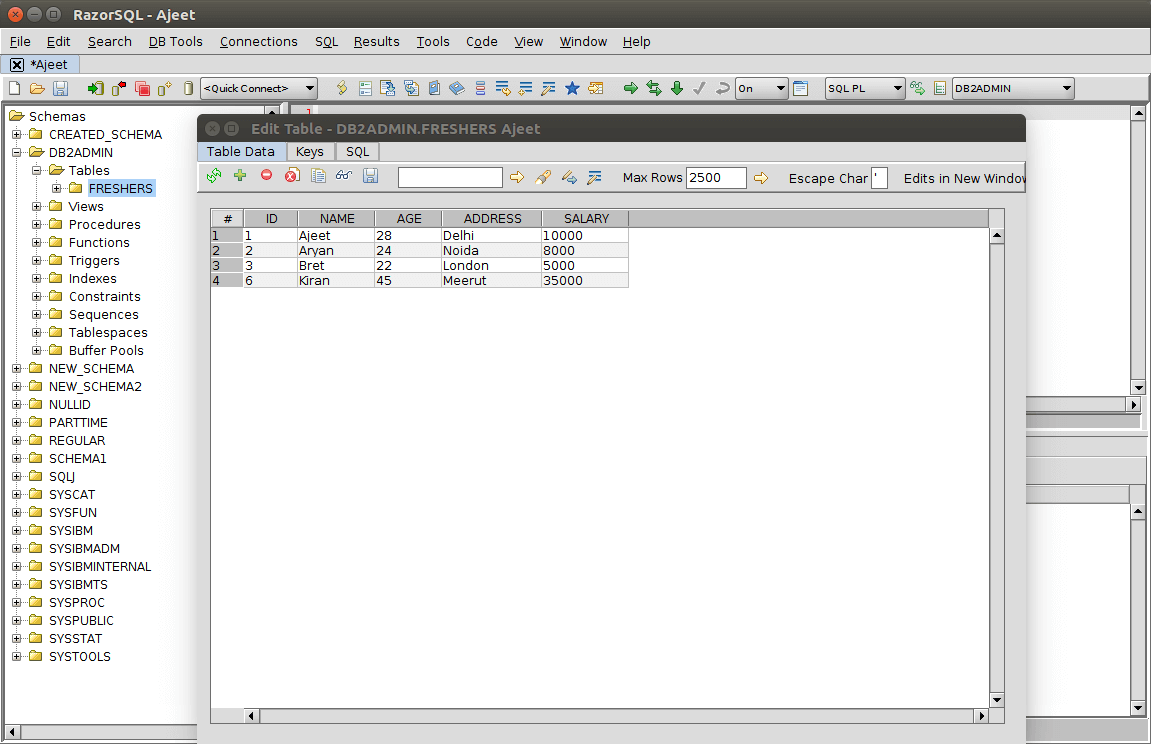 RazorSQL - Ajeet
File Edit Search DB Tools Connections SQL Results Tools Code View Window Help
*Ajeet
<Quick Connect> On SQL PL DB2ADMIN
Schemas
CREATED_SCHEMA
DB2ADMIN
Tables
FRESHERS
Views
Procedures
Functions
Triggers
Indexes
Constraints
Sequences
Tablespaces
Buffer Pools
NEW_SCHEMA
NEW_SCHEMA2
NULLID
PARTTIME
REGULAR
SCHEMA1
SQLJ
SYSCAT
SYSFUN
SYSIBM
SYSIBMADM
SYSIBMINTERNAL
SYSIBMTS
SYSPROC
SYSPUBLIC
SYSSTAT
SYSTOOLS
Edit Table - DB2ADMIN.FRESHERS Ajeet
Table Data Keys SQL
Max Rows 2500 Escape Char ' Edits in New Windo
# ID NAME AGE ADDRESS SALARY
1 1 Ajeet 28 Delhi 10000
2 2 Aryan 24 Noida 8000
3 3 Bret 22 London 5000
4 6 Kiran 45 Meerut 35000